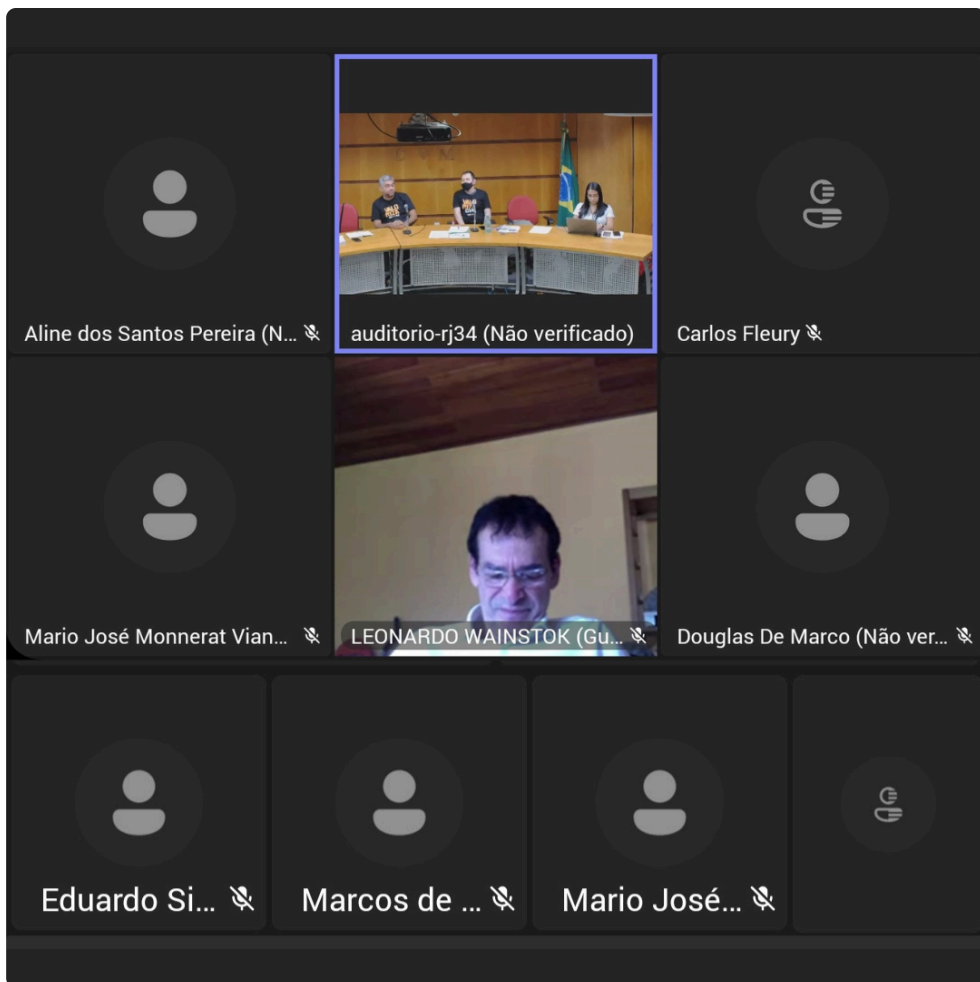 Aline dos Santos Pereira (N...
auditorio-rj34 (Não verificado)
Carlos Fleury
Mario José Monnerat Vian...
LEONARDO WAINSTOK (Gu...
Douglas De Marco (Não ver...
Eduardo Si...
Marcos de ...
Mario José...